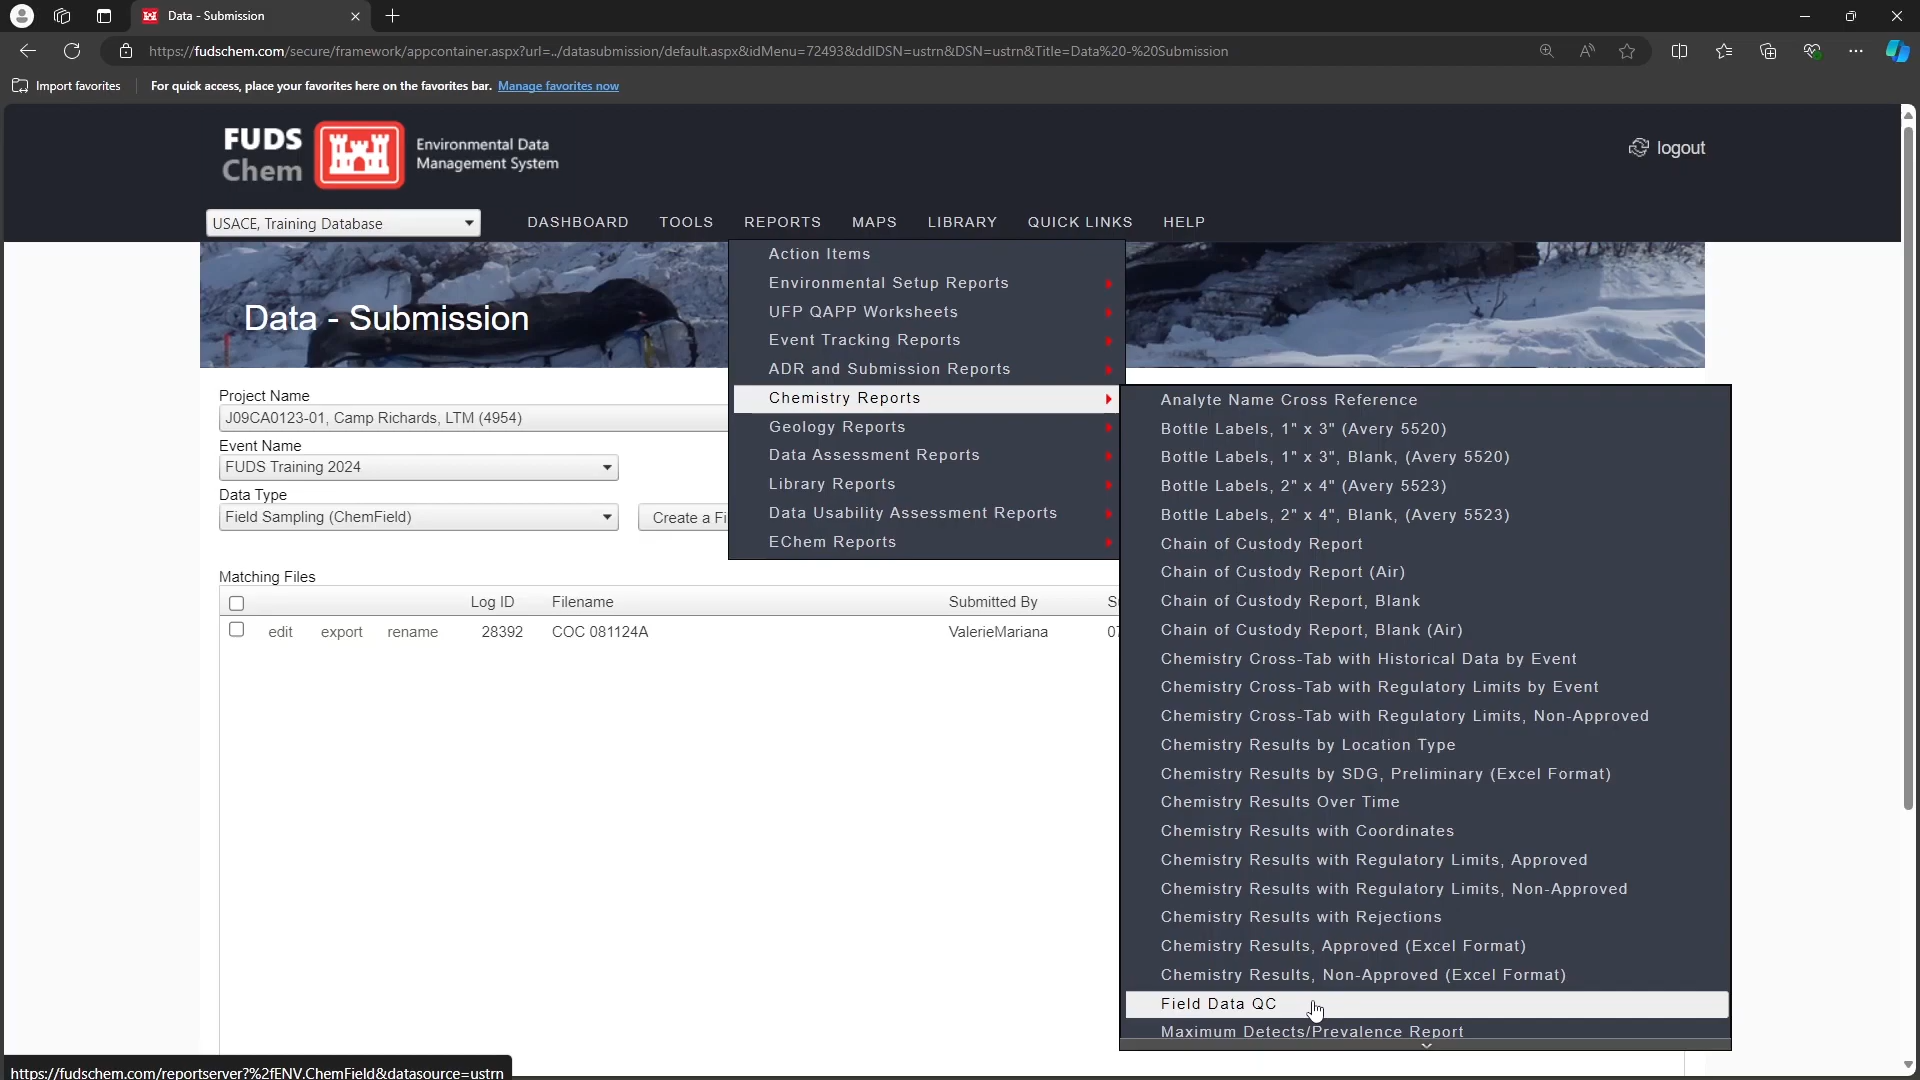 Data - Submission
https://fudschem.com/secure/framework/appcontainer.aspx?url=../datasubmission/default.aspx&idMenu=72493&ddlDSN=ustrn&DSN=ustrn&Title=Data%20-%20Submission
Import favorites
For quick access, place your favorites here on the favorites bar. Manage favorites now
FUDS
Chem
Environmental Data
Management System
logout
USACE, Training Database
DASHBOARD TOOLS REPORTS MAPS LIBRARY QUICK LINKS HELP
Data - Submission
Project Name
J09CA0123-01, Camp Richards, LTM (4954)
Event Name
FUDS Training 2024
Data Type
Field Sampling (ChemField)
Create a Fi
Matching Files
Log ID Filename Submitted By S
edit export rename 28392 COC 081124A ValerieMariana 07
Action Items
Environmental Setup Reports
UFP QAPP Worksheets
Event Tracking Reports
ADR and Submission Reports
Chemistry Reports
Geology Reports
Data Assessment Reports
Library Reports
Data Usability Assessment Reports
EChem Reports
Analyte Name Cross Reference
Bottle Labels, 1" x 3" (Avery 5520)
Bottle Labels, 1" x 3", Blank, (Avery 5520)
Bottle Labels, 2" x 4" (Avery 5523)
Bottle Labels, 2" x 4", Blank, (Avery 5523)
Chain of Custody Report
Chain of Custody Report (Air)
Chain of Custody Report, Blank
Chain of Custody Report, Blank (Air)
Chemistry Cross-Tab with Historical Data by Event
Chemistry Cross-Tab with Regulatory Limits by Event
Chemistry Cross-Tab with Regulatory Limits, Non-Approved
Chemistry Results by Location Type
Chemistry Results by SDG, Preliminary (Excel Format)
Chemistry Results Over Time
Chemistry Results with Coordinates
Chemistry Results with Regulatory Limits, Approved
Chemistry Results with Regulatory Limits, Non-Approved
Chemistry Results with Rejections
Chemistry Results, Approved (Excel Format)
Chemistry Results, Non-Approved (Excel Format)
Field Data QC
Maximum Detects/Prevalence Report
https://fudschem.com/reportserver?%2fENV.ChemField&datasource=ustrn